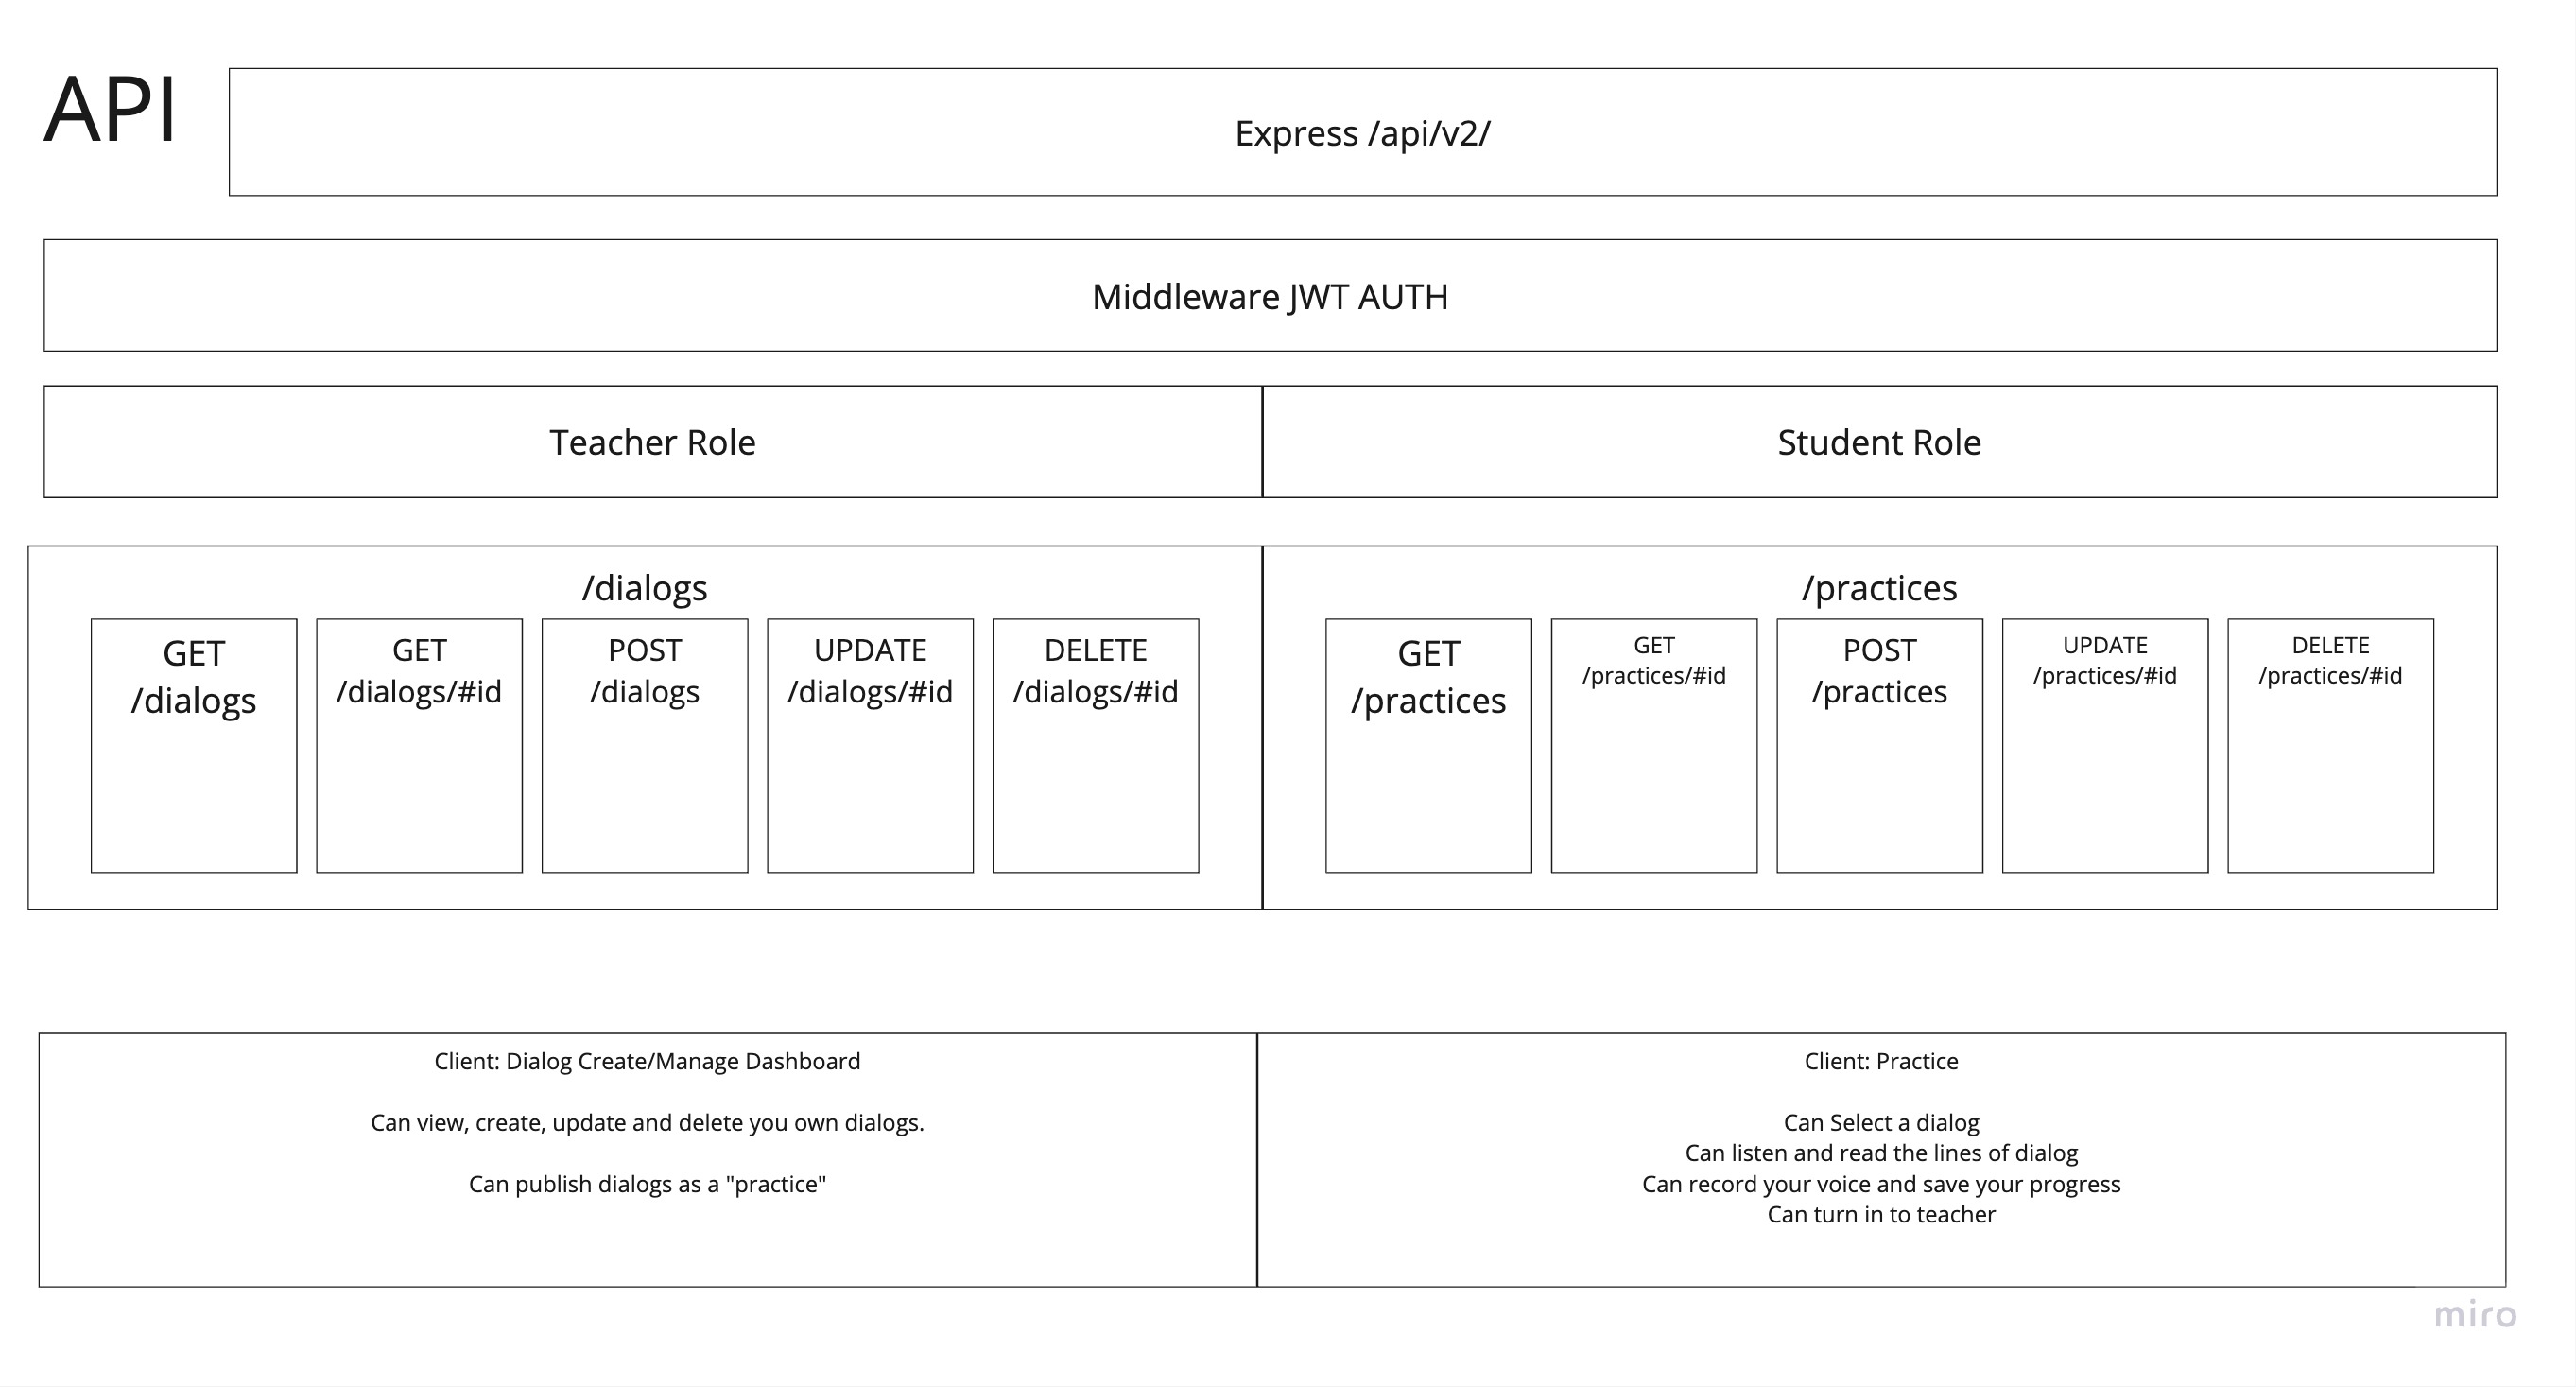 API
Express /api/v2/
Middleware JWT AUTH
Teacher Role
Student Role
/dialogs
GET
/dialogs
GET
/dialogs/#id
POST
/dialogs
UPDATE
/dialogs/#id
DELETE
/dialogs/#id
/practices
GET
/practices
GET
/practices/#id
POST
/practices
UPDATE
/practices/#id
DELETE
/practices/#id
Client: Dialog Create/Manage Dashboard
Can view, create, update and delete you own dialogs.
Can publish dialogs as a "practice"
Client: Practice
Can Select a dialog
Can listen and read the lines of dialog
Can record your voice and save your progress
Can turn in to teacher
miro